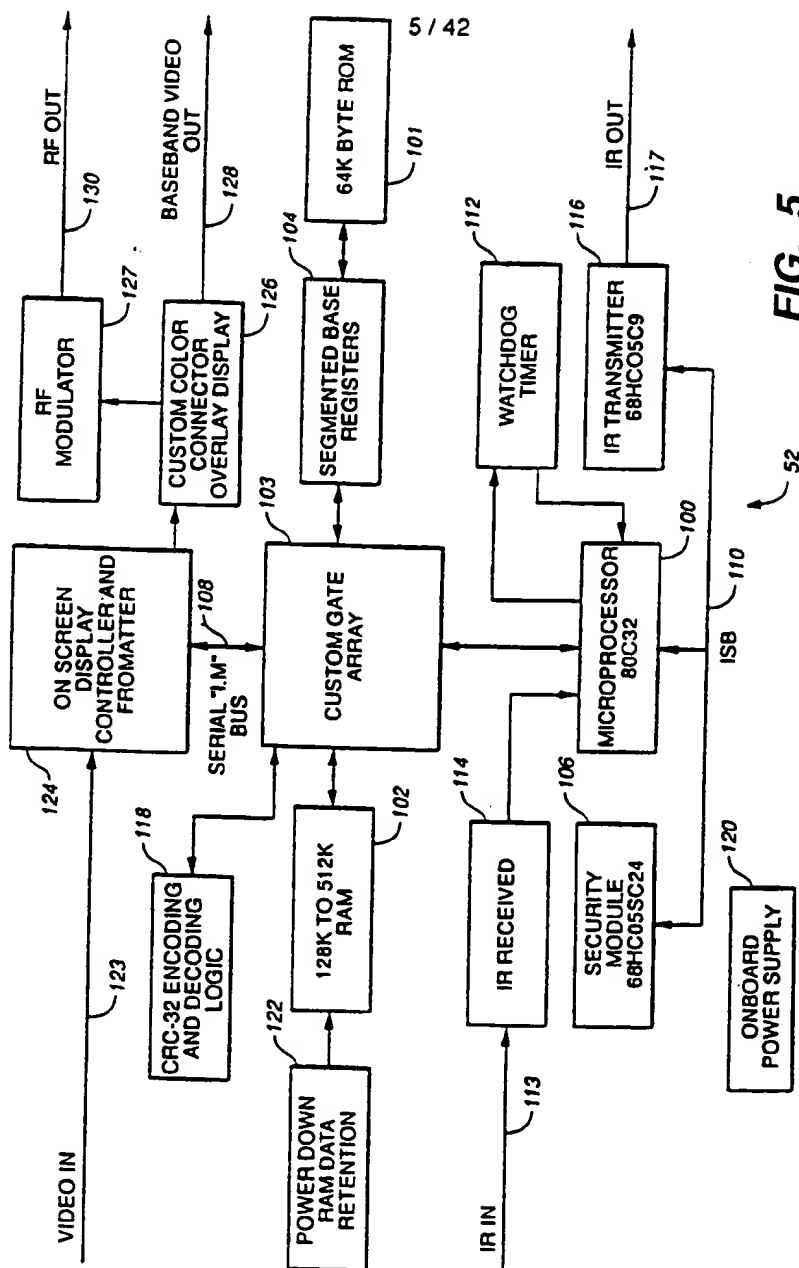 5 / 42
VIDEO IN
123
124
ON SCREEN
DISPLAY
CONTROLLER AND
FROMATTER
RF
MODULATOR
127
RF OUT
130
CUSTOM COLOR
CONNECTOR
OVERLAY DISPLAY
126
BASEBAND VIDEO
OUT
128
SERIAL "I.M"
BUS
108
118
CRC-32 ENCODING
AND DECODING
LOGIC
122
POWER DOWN
RAM DATA
RETENTION
102
128K TO 512K
RAM
103
CUSTOM GATE
ARRAY
104
SEGMENTED BASE
REGISTERS
64K BYTE ROM
101
IR IN
113
114
IR RECEIVED
106
SECURITY
MODULE
68HC05SC24
MICROPROCESSOR
80C32
100
112
WATCHDOG
TIMER
116
IR TRANSMITTER
68HCO5C9
IR OUT
117
ISB
110
120
ONBOARD
POWER SUPPLY
52
FIG. 5